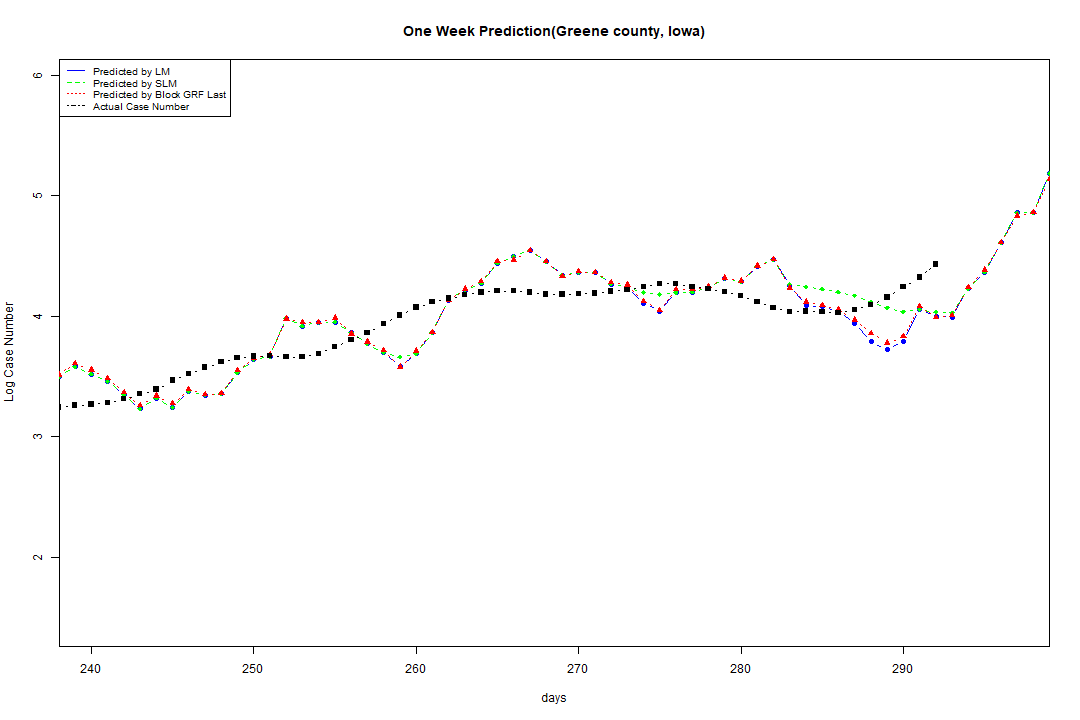 One Week Prediction(Greene county, Iowa)
Predicted by LM
Predicted by SLM
Predicted by Block GRF Last
Actual Case Number
6
5
4
3
2
Log Case Number
240 250 260 270 280 290
days